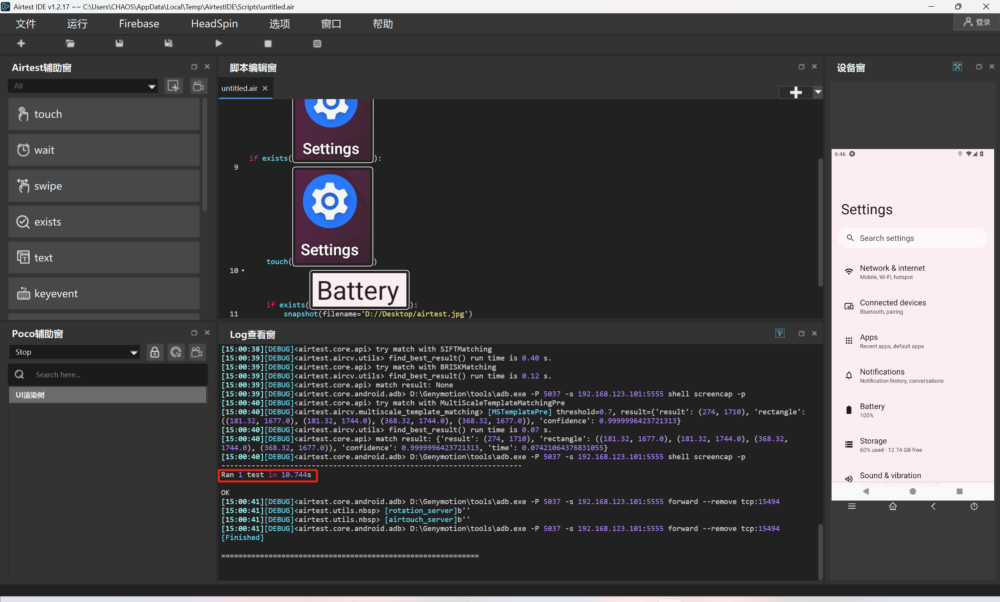 Airtest IDE v1.2.17 ~~ C:\Users\CHAOS\AppData\Local\Temp\AirtestIDE\Scripts\untitled.air
文件 运行 Firebase HeadSpin 选项 窗口 帮助
登录
Airtest辅助窗
All
touch
wait
swipe
exists
text
keyevent
Poco辅助窗
Stop
Search here...
UI渲染树
脚本编辑窗
untitled.air
Settings
if exists( ):
9
Settings
touch( )
10
Battery
if exists( ):
11 snapshot(filename='D://Desktop/airtest.jpg')
Log查看窗
[15:00:38][DEBUG]<airtest.core.api> try match with SIFTMatching
[15:00:39][DEBUG]<airtest.aircv.utils> find_best_result() run time is 0.40 s.
[15:00:39][DEBUG]<airtest.core.api> try match with BRISKMatching
[15:00:39][DEBUG]<airtest.aircv.utils> find_best_result() run time is 0.12 s.
[15:00:39][DEBUG]<airtest.core.api> match result: None
[15:00:39][DEBUG]<airtest.core.android.adb> D:\Genymotion\tools\adb.exe -P 5037 -s 192.168.123.101:5555 shell screencap -p
[15:00:40][DEBUG]<airtest.core.api> try match with MultiScaleTemplateMatchingPre
[15:00:40][DEBUG]<airtest.aircv.multiscale_template_matching> [MSTemplatePre] threshold=0.7, result={'result': (274, 1710), 'rectangle':
((181.32, 1677.0), (181.32, 1744.0), (368.32, 1744.0), (368.32, 1677.0)), 'confidence': 0.9999996423721313}
[15:00:40][DEBUG]<airtest.aircv.utils> find_best_result() run time is 0.07 s.
[15:00:40][DEBUG]<airtest.core.api> match result: {'result': (274, 1710), 'rectangle': ((181.32, 1677.0), (181.32, 1744.0), (368.32,
1744.0), (368.32, 1677.0)), 'confidence': 0.9999996423721313, 'time': 0.07421064376831055}
[15:00:40][DEBUG]<airtest.core.android.adb> D:\Genymotion\tools\adb.exe -P 5037 -s 192.168.123.101:5555 shell screencap -p
----------------------------------------------------------------------
Ran 1 test in 10.744s
OK
[15:00:41][DEBUG]<airtest.core.android.adb> D:\Genymotion\tools\adb.exe -P 5037 -s 192.168.123.101:5555 forward --remove tcp:15494
[15:00:41][DEBUG]<airtest.utils.nbsp> [rotation_server]b''
[15:00:41][DEBUG]<airtest.utils.nbsp> [airtouch_server]b''
[15:00:41][DEBUG]<airtest.core.android.adb> D:\Genymotion\tools\adb.exe -P 5037 -s 192.168.123.101:5555 forward --remove tcp:15494
[Finished]
============================================================
设备窗
6:46
Settings
Search settings
Network & internet
Mobile, Wi-Fi, hotspot
Connected devices
Bluetooth, pairing
Apps
Recent apps, default apps
Notifications
Notification history, conversations
Battery
100%
Storage
60% used - 12.74 GB free
Sound & vibration
Volume, vibration, Do Not Disturb